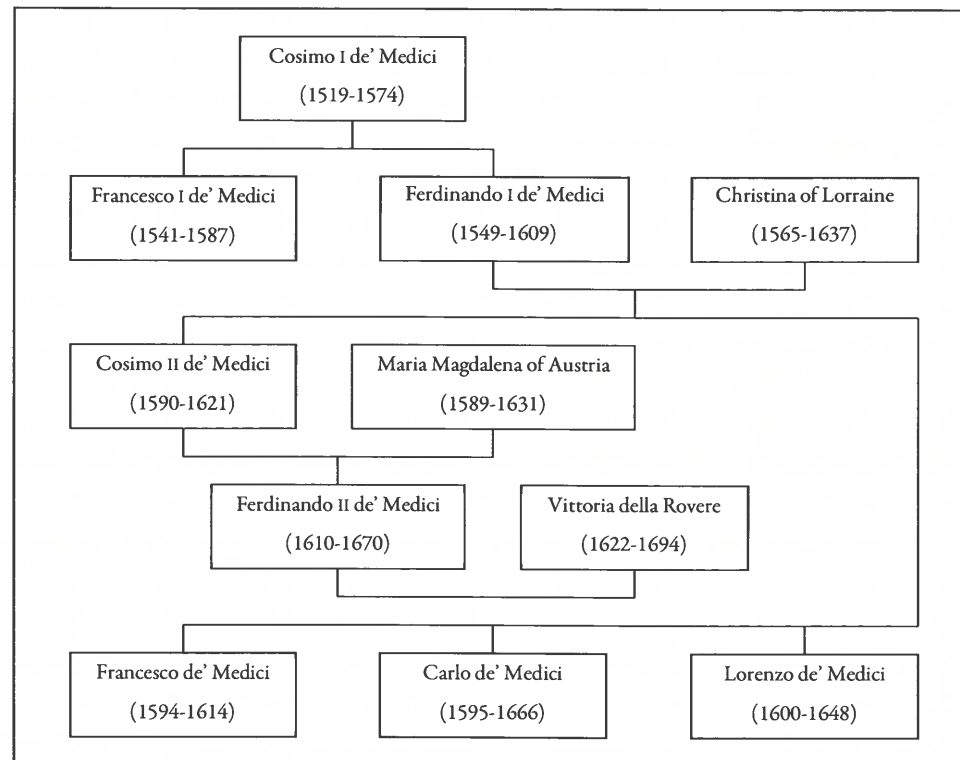 Cosimo I de' Medici
(1519-1574)
Francesco I de' Medici
(1541-1587)
Ferdinando I de' Medici
(1549-1609)
Christina of Lorraine
(1565-1637)
Cosimo II de' Medici
(1590-1621)
Maria Magdalena of Austria
(1589-1631)
Ferdinando II de' Medici
(1610-1670)
Vittoria della Rovere
(1622-1694)
Francesco de' Medici
(1594-1614)
Carlo de' Medici
(1595-1666)
Lorenzo de' Medici
(1600-1648)